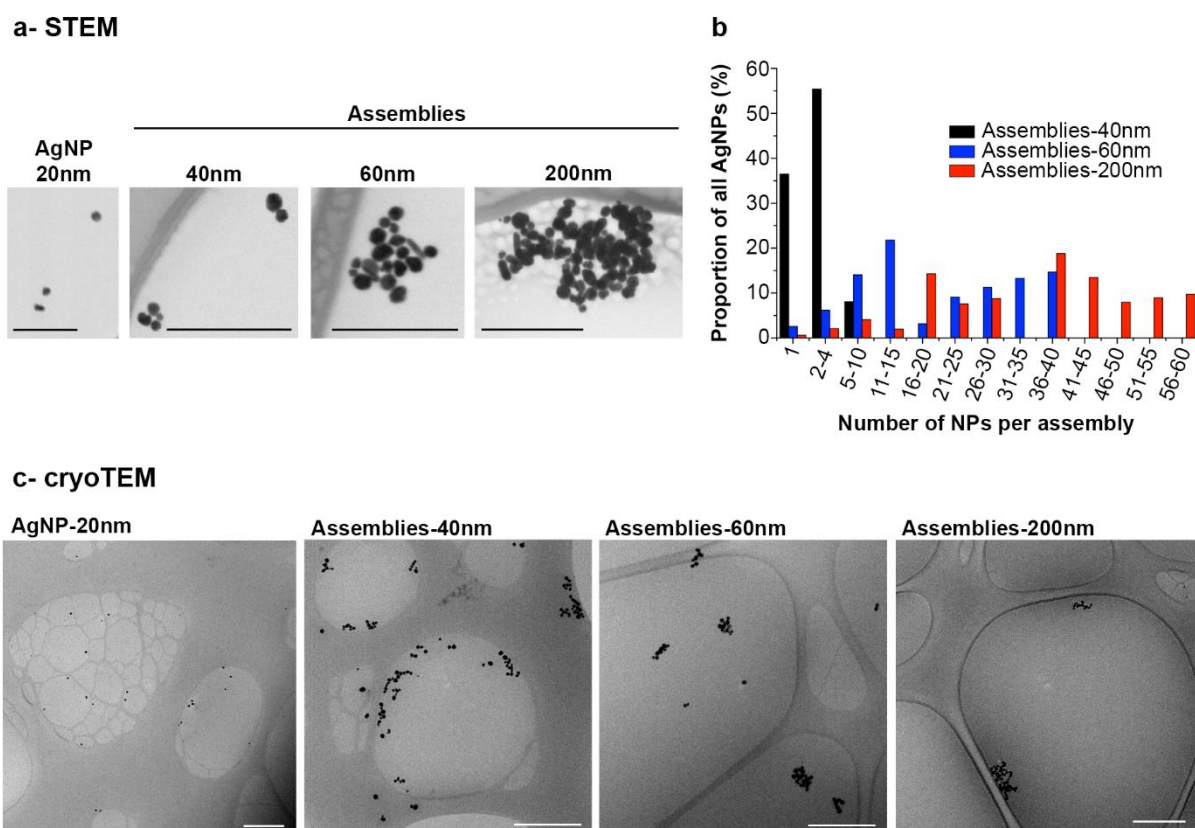 a- STEM
Assemblies
AgNP
20nm
40nm
60nm
200nm
b
Proportion of all AgNPs (%)
60
50
40
30
20
10
0
Assemblies-40nm
Assemblies-60nm
Assemblies-200nm
1
2-4
5-10
11-15
16-20
21-25
26-30
31-35
36-40
41-45
46-50
51-55
56-60
Number of NPs per assembly
c- cryoTEM
AgNP-20nm
Assemblies-40nm
Assemblies-60nm
Assemblies-200nm